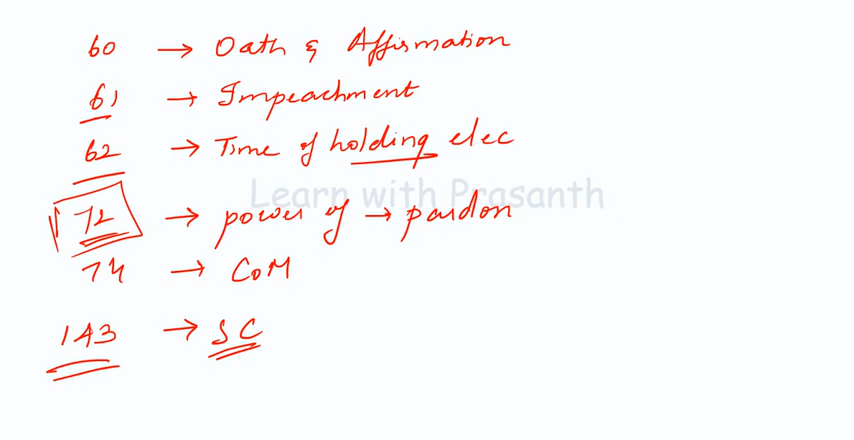 60 → Oath & Affirmation
61 → Impeachment
62 → Time of holding elec
Learn with Prasanth
72 → power of → pardon
74 → CoM
143 → SC